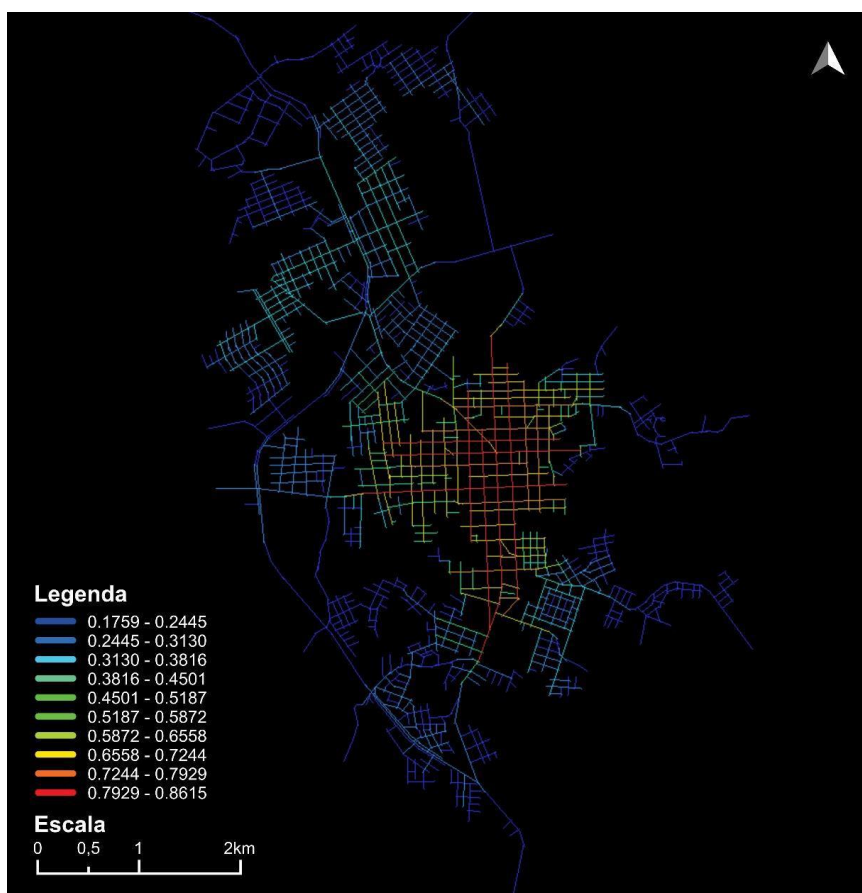 Legenda
0.1759 - 0.2445
0.2445 - 0.3130
0.3130 - 0.3816
0.3816 - 0.4501
0.4501 - 0.5187
0.5187 - 0.5872
0.5872 - 0.6558
0.6558 - 0.7244
0.7244 - 0.7929
0.7929 - 0.8615
Escala
0 0,5 1 2km